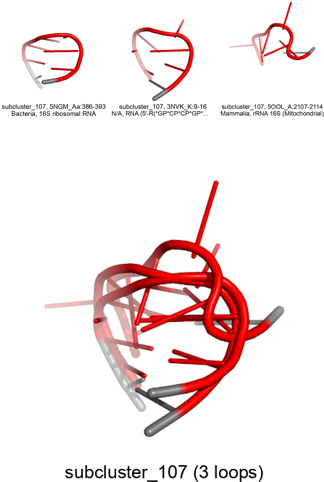 subcluster_107, 5NGM_Aa:386-393
Bacteria, 16S ribosomal RNA
subcluster_107, 3NVK_K:9-16
N/A, RNA (5'-R(*GP*CP*CP*GP*...
subcluster_107, 5OOL_A:2107-2114
Mammalia, rRNA 16S (Mitochondrial)
subcluster_107 (3 loops)